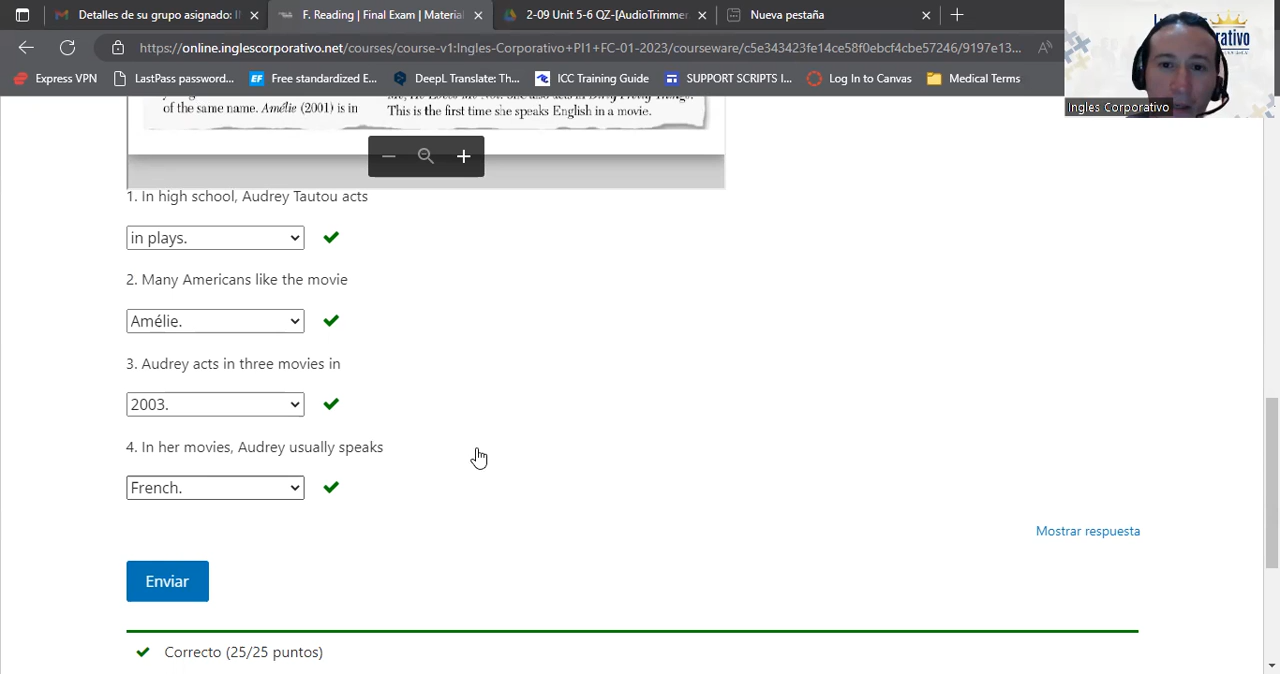 Detalles de su grupo asignado: I
F. Reading | Final Exam | Material
2-09 Unit 5-6 QZ-[AudioTrimmer
Nueva pestaña
https://online.inglescorporativo.net/courses/course-v1:Ingles-Corporativo+PI1+FC-01-2023/courseware/c5e343423fe14ce58f0ebcf4cbe57246/9197e13...
Express VPN
LastPass password...
EF Free standardized E...
DeepL Translate: Th...
ICC Training Guide
SUPPORT SCRIPTS I...
Log In to Canvas
Medical Terms
Ingles Corporativo
of the same name. Amélie (2001) is in
This is the first time she speaks English in a movie.
1. In high school, Audrey Tautou acts
in plays.
2. Many Americans like the movie
Amélie.
3. Audrey acts in three movies in
2003.
4. In her movies, Audrey usually speaks
French.
Mostrar respuesta
Enviar
Correcto (25/25 puntos)